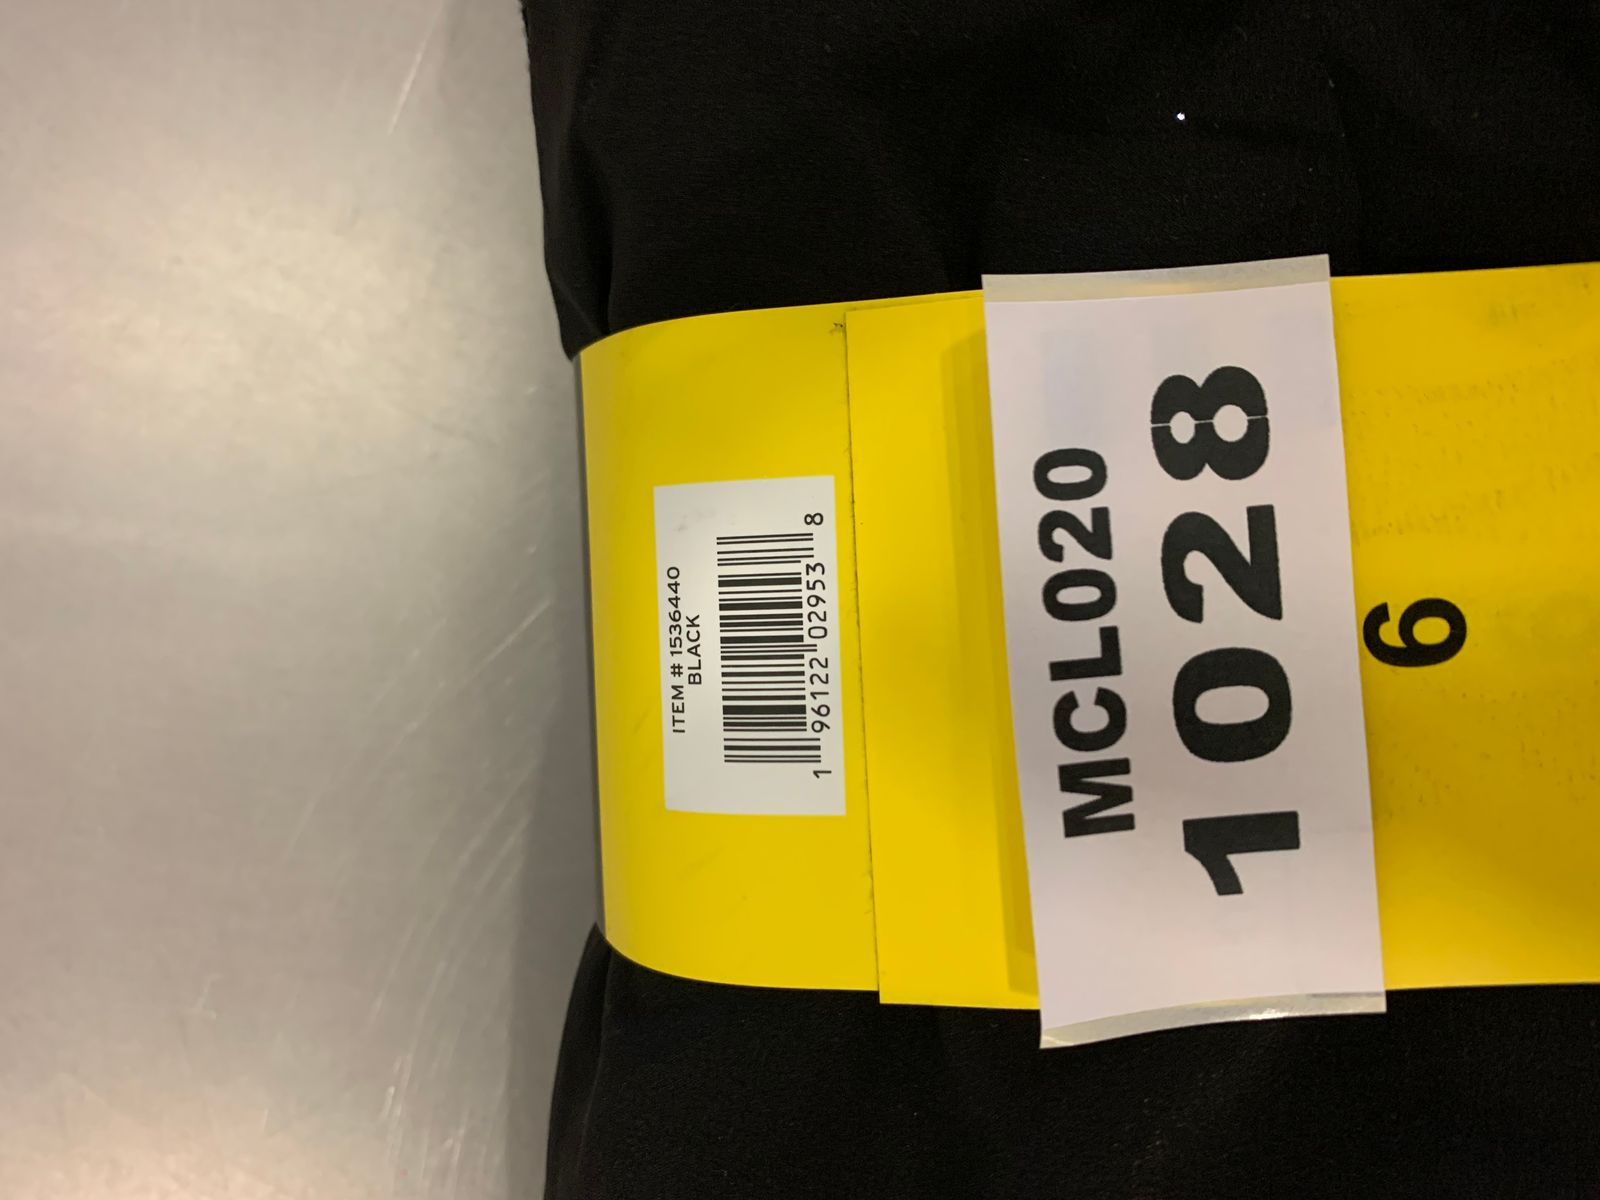 ITEM # 1536440
BLACK
1 96122 02953 8
MCL020
1028
6